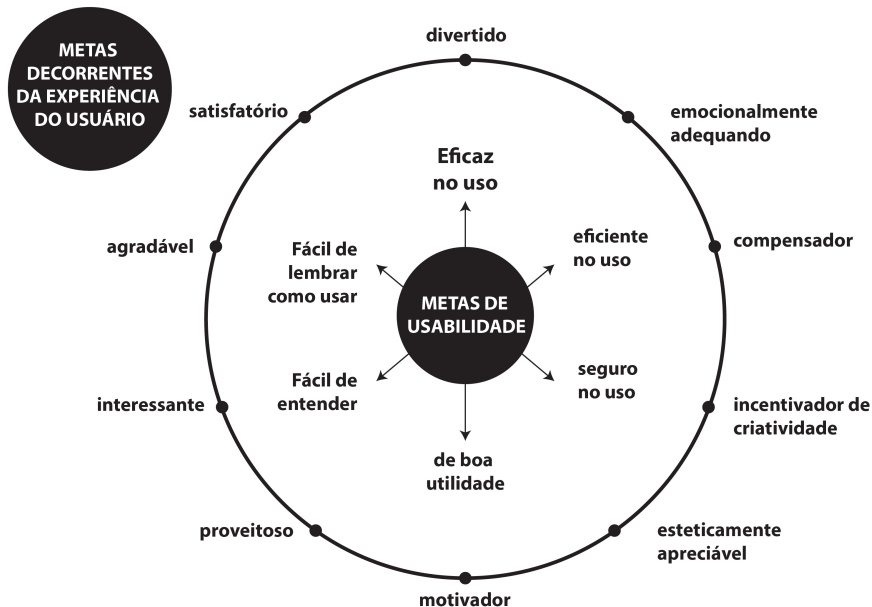 METAS
DECORRENTES
DA EXPERIÊNCIA
DO USUÁRIO
divertido
satisfatório
emocionalmente
adequando
Eficaz
no uso
agradável
Fácil de
lembrar
como usar
eficiente
no uso
compensador
METAS DE
USABILIDADE
Fácil de
entender
seguro
no uso
interessante
incentivador de
criatividade
de boa
utilidade
proveitoso
esteticamente
apreciável
motivador